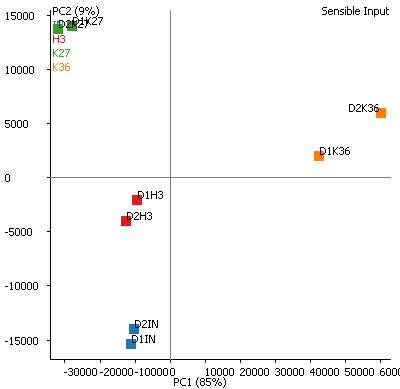 PC2 (9%)
Sensible Input
15000
D2K27
D1K27
H3
K27
K36
10000
D2K36
5000
D1K36
0
D1H3
D2H3
-5000
-10000
D2IN
D1IN
-15000
-30000
-20000
-10000
0
10000
20000
30000
40000
50000
PC1 (85%)